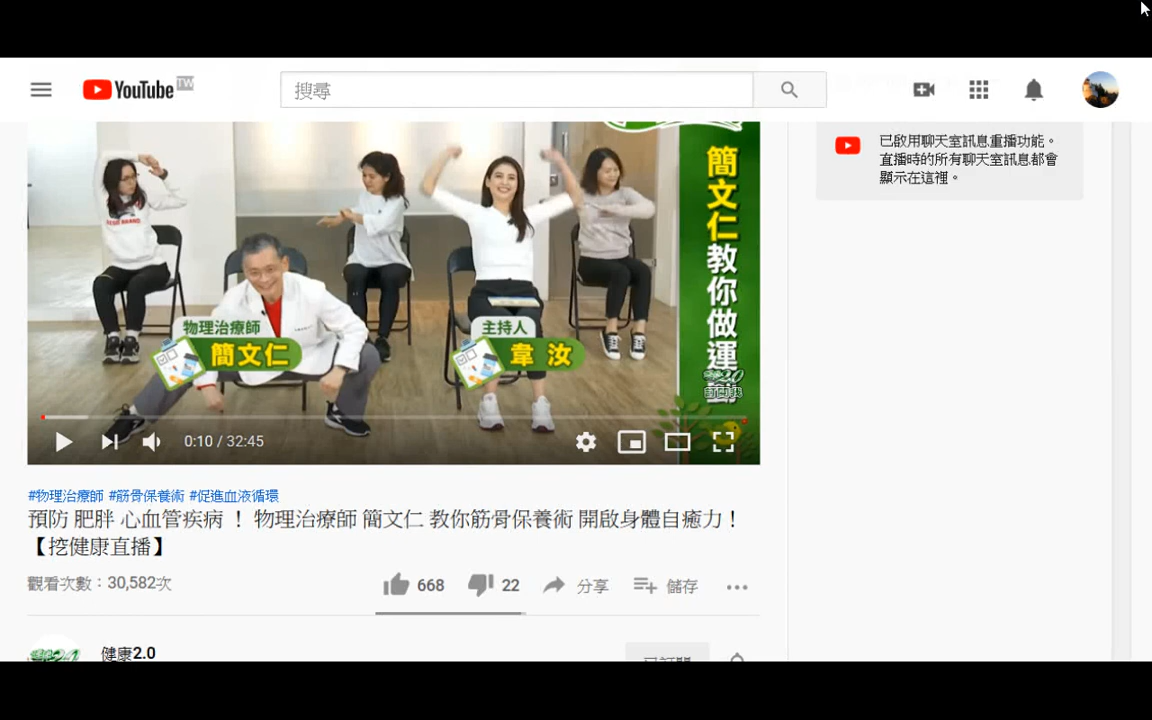 YouTube TW
搜尋
已啟用聊天室訊息重播功能。
直播時的所有聊天室訊息都會
顯示在這裡。
簡文仁教你做運
物理治療師
簡文仁
主持人
韋汝
0:10 / 32:45
#物理治療師 #筋骨保養術 #促進血液循環
預防 肥胖 心血管疾病 ! 物理治療師 簡文仁 教你筋骨保養術 開啟身體自癒力!
【挖健康直播】
觀看次數：30,582次
668
22
分享
儲存
健康2.0